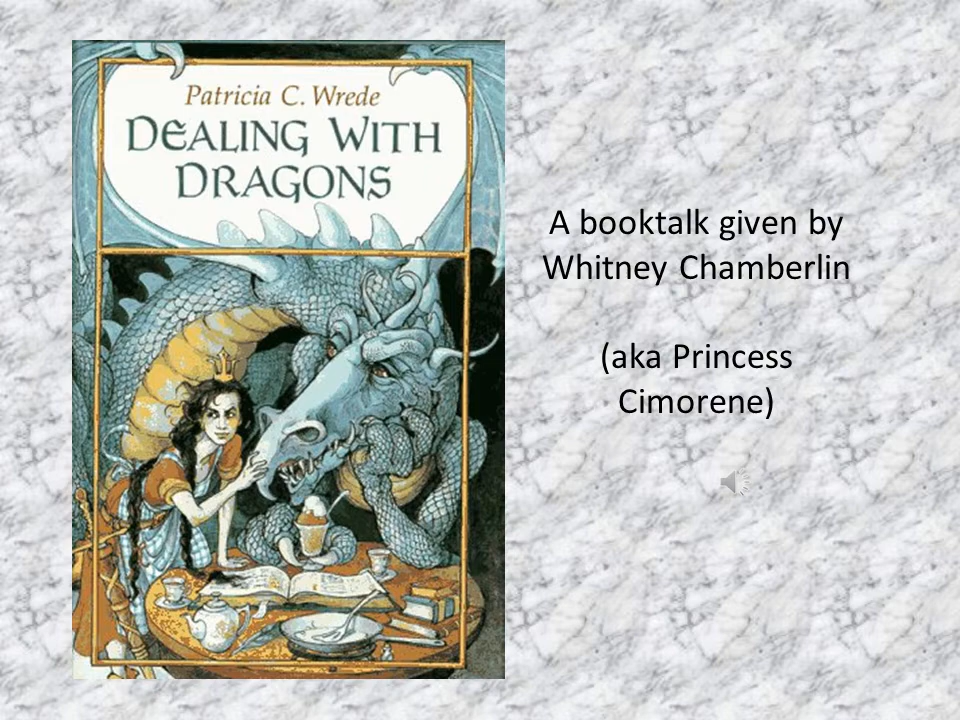 Patricia C. Wrede
DEALING WITH
DRAGONS
A booktalk given by
Whitney Chamberlin
(aka Princess
Cimorene)